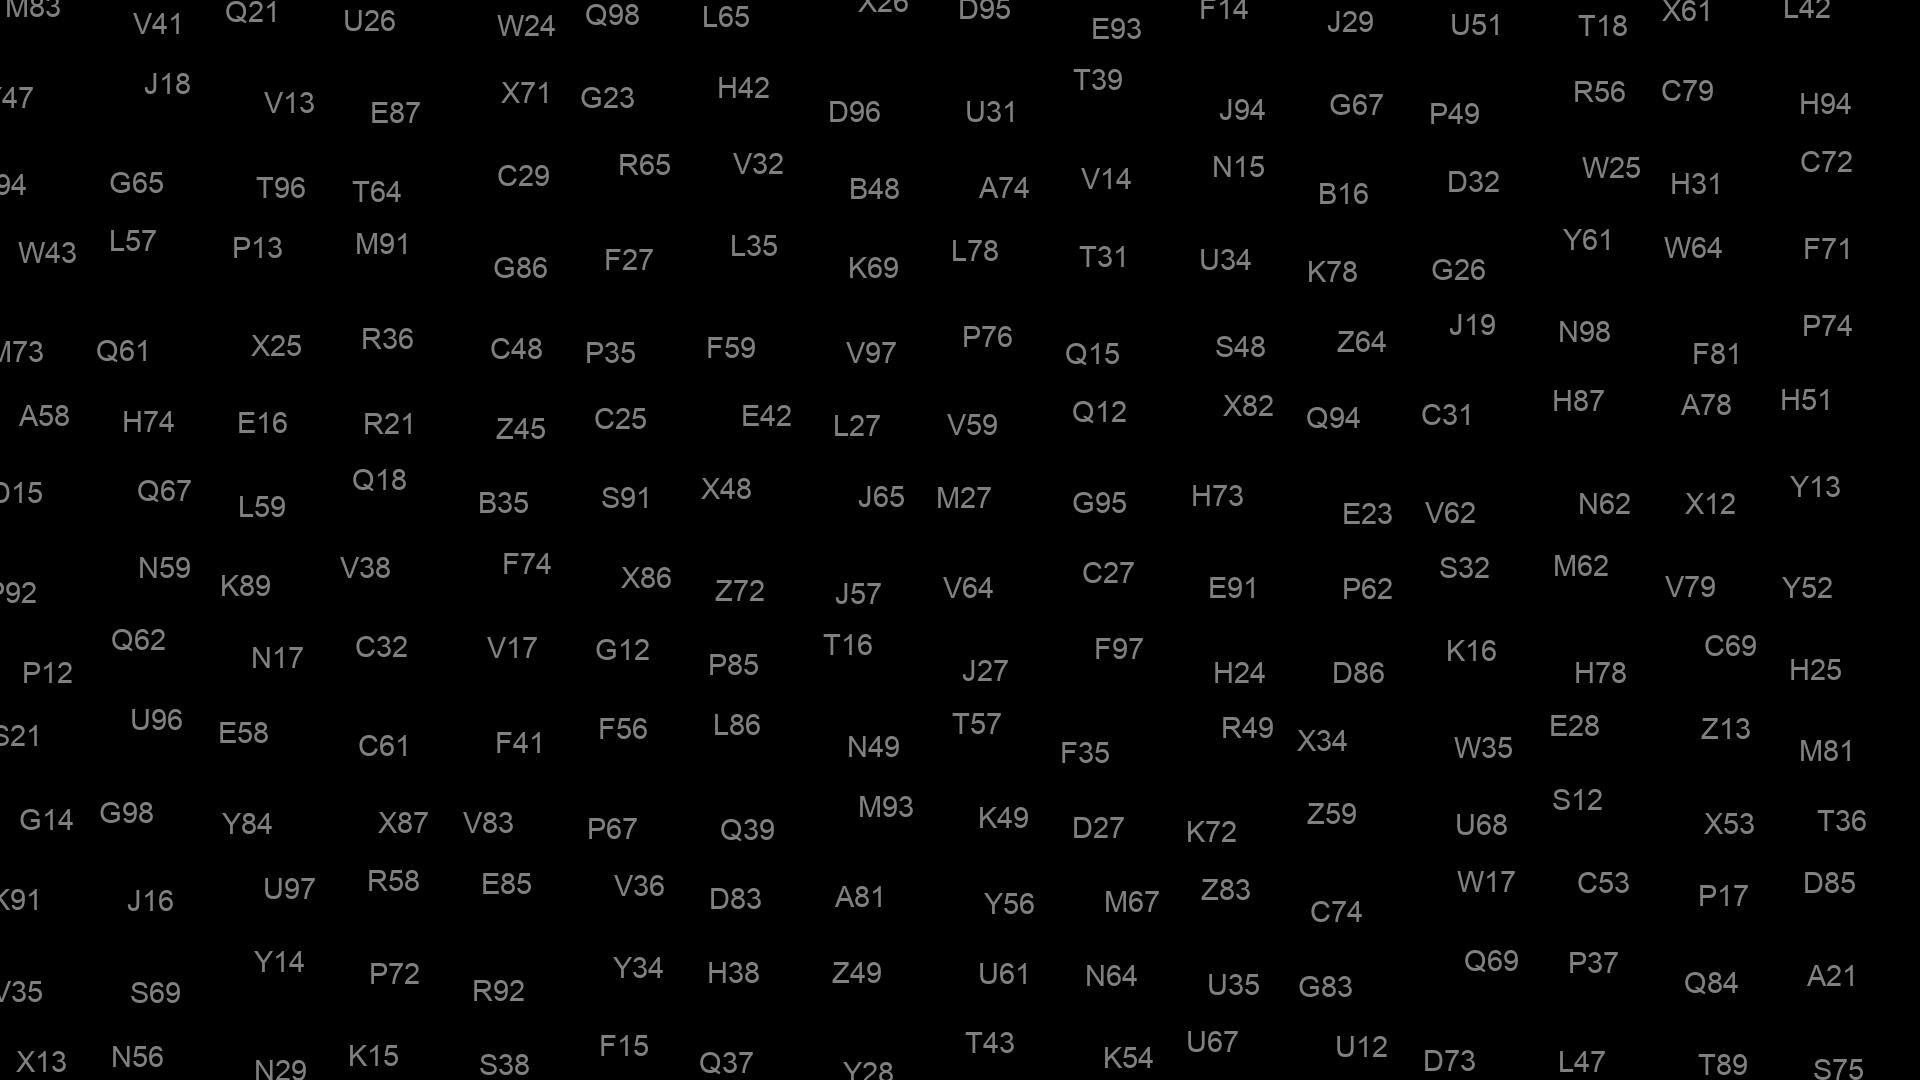 M83 V41 Q21 U26 W24 Q98 L65 X26 D95 E93 F14 J29 U51 T18 X61 L42
J18 V13 E87 X71 G23 H42 D96 U31 T39 J94 G67 P49 R56 C79 H94
G65 T96 T64 C29 R65 V32 B48 A74 V14 N15 B16 D32 W25 H31 C72
W43 L57 P13 M91 G86 F27 L35 K69 L78 T31 U34 K78 G26 Y61 W64 F71
M73 Q61 X25 R36 C48 P35 F59 V97 P76 Q15 S48 Z64 J19 N98 F81 P74
A58 H74 E16 R21 Z45 C25 E42 L27 V59 Q12 X82 Q94 C31 H87 A78 H51
Q67 L59 Q18 B35 S91 X48 J65 M27 G95 H73 E23 V62 N62 X12 Y13
N59 K89 V38 F74 X86 Z72 J57 V64 C27 E91 P62 S32 M62 V79 Y52
P12 Q62 N17 C32 V17 G12 P85 T16 J27 F97 H24 D86 K16 H78 C69 H25
S21 U96 E58 C61 F41 F56 L86 N49 T57 F35 R49 X34 W35 E28 Z13 M81
G14 G98 Y84 X87 V83 P67 Q39 M93 K49 D27 K72 Z59 U68 S12 X53 T36
K91 J16 U97 R58 E85 V36 D83 A81 Y56 M67 Z83 C74 W17 C53 P17 D85
V35 S69 Y14 P72 R92 Y34 H38 Z49 U61 N64 U35 G83 Q69 P37 Q84 A21
X13 N56 N29 K15 S38 F15 Q37 Y28 T43 K54 U67 U12 D73 L47 T89 S75